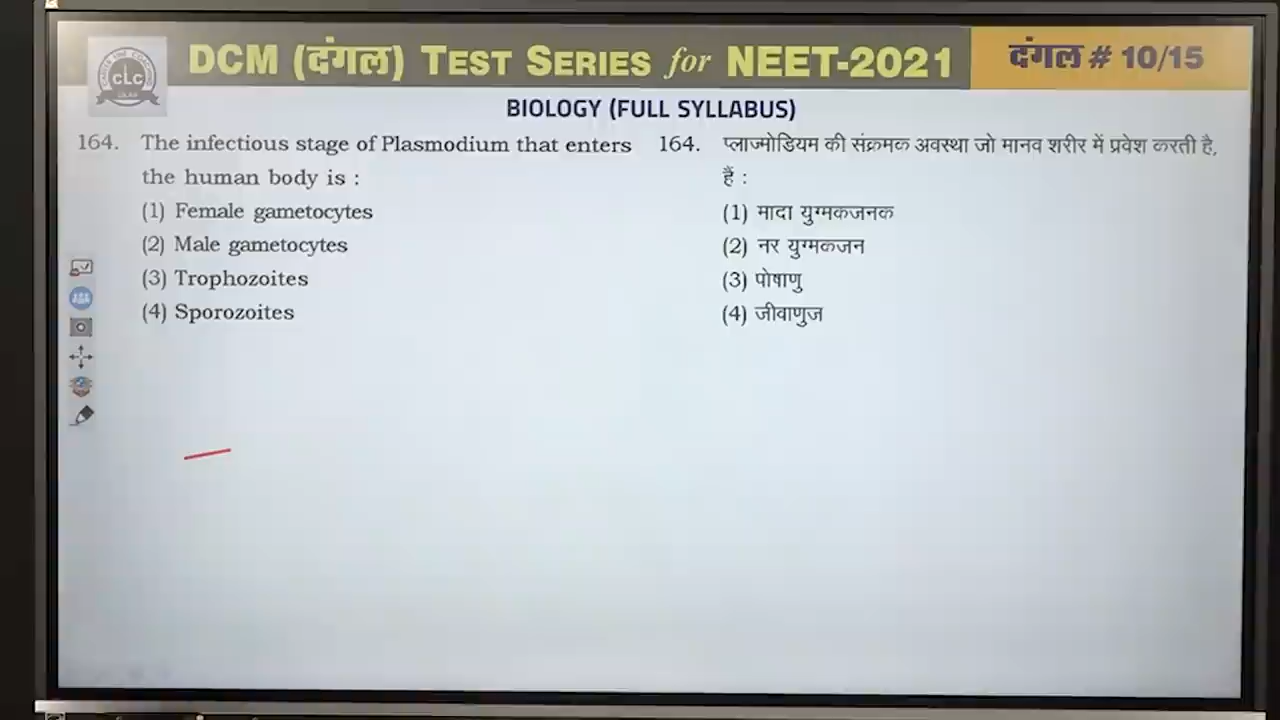 DCM (दंगल) TEST SERIES for NEET-2021
दंगल # 10/15
CLC
BIOLOGY (FULL SYLLABUS)
164. The infectious stage of Plasmodium that enters
the human body is :
(1) Female gametocytes
(2) Male gametocytes
(3) Trophozoites
(4) Sporozoites
164. प्लाज्मोडियम की संक्रमक अवस्था जो मानव शरीर में प्रवेश करती है,
हैं :
(1) मादा युग्मकजनक
(2) नर युग्मकजन
(3) पोषाणु
(4) जीवाणुज